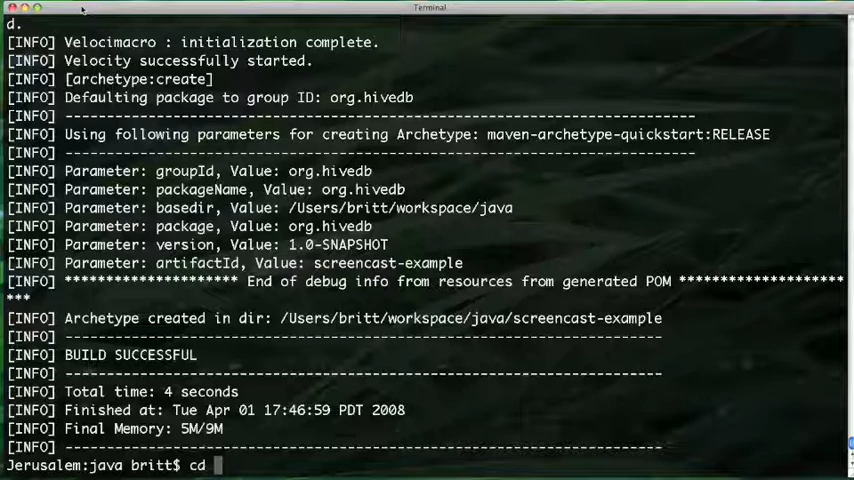 Terminal
d.
[INFO] Velocimacro : initialization complete.
[INFO] Velocity successfully started.
[INFO] [archetype:create]
[INFO] Defaulting package to group ID: org.hivedb
[INFO] ----------------------------------------------------------------------------
[INFO] Using following parameters for creating Archetype: maven-archetype-quickstart:RELEASE
[INFO] ----------------------------------------------------------------------------
[INFO] Parameter: groupId, Value: org.hivedb
[INFO] Parameter: packageName, Value: org.hivedb
[INFO] Parameter: basedir, Value: /Users/britt/workspace/java
[INFO] Parameter: package, Value: org.hivedb
[INFO] Parameter: version, Value: 1.0-SNAPSHOT
[INFO] Parameter: artifactId, Value: screencast-example
[INFO] ********************* End of debug info from resources from generated POM ********************
***
[INFO] Archetype created in dir: /Users/britt/workspace/java/screencast-example
[INFO] ------------------------------------------------------------------------
[INFO] BUILD SUCCESSFUL
[INFO] ------------------------------------------------------------------------
[INFO] Total time: 4 seconds
[INFO] Finished at: Tue Apr 01 17:46:59 PDT 2008
[INFO] Final Memory: 5M/9M
[INFO] ------------------------------------------------------------------------
Jerusalem:java britt$ cd